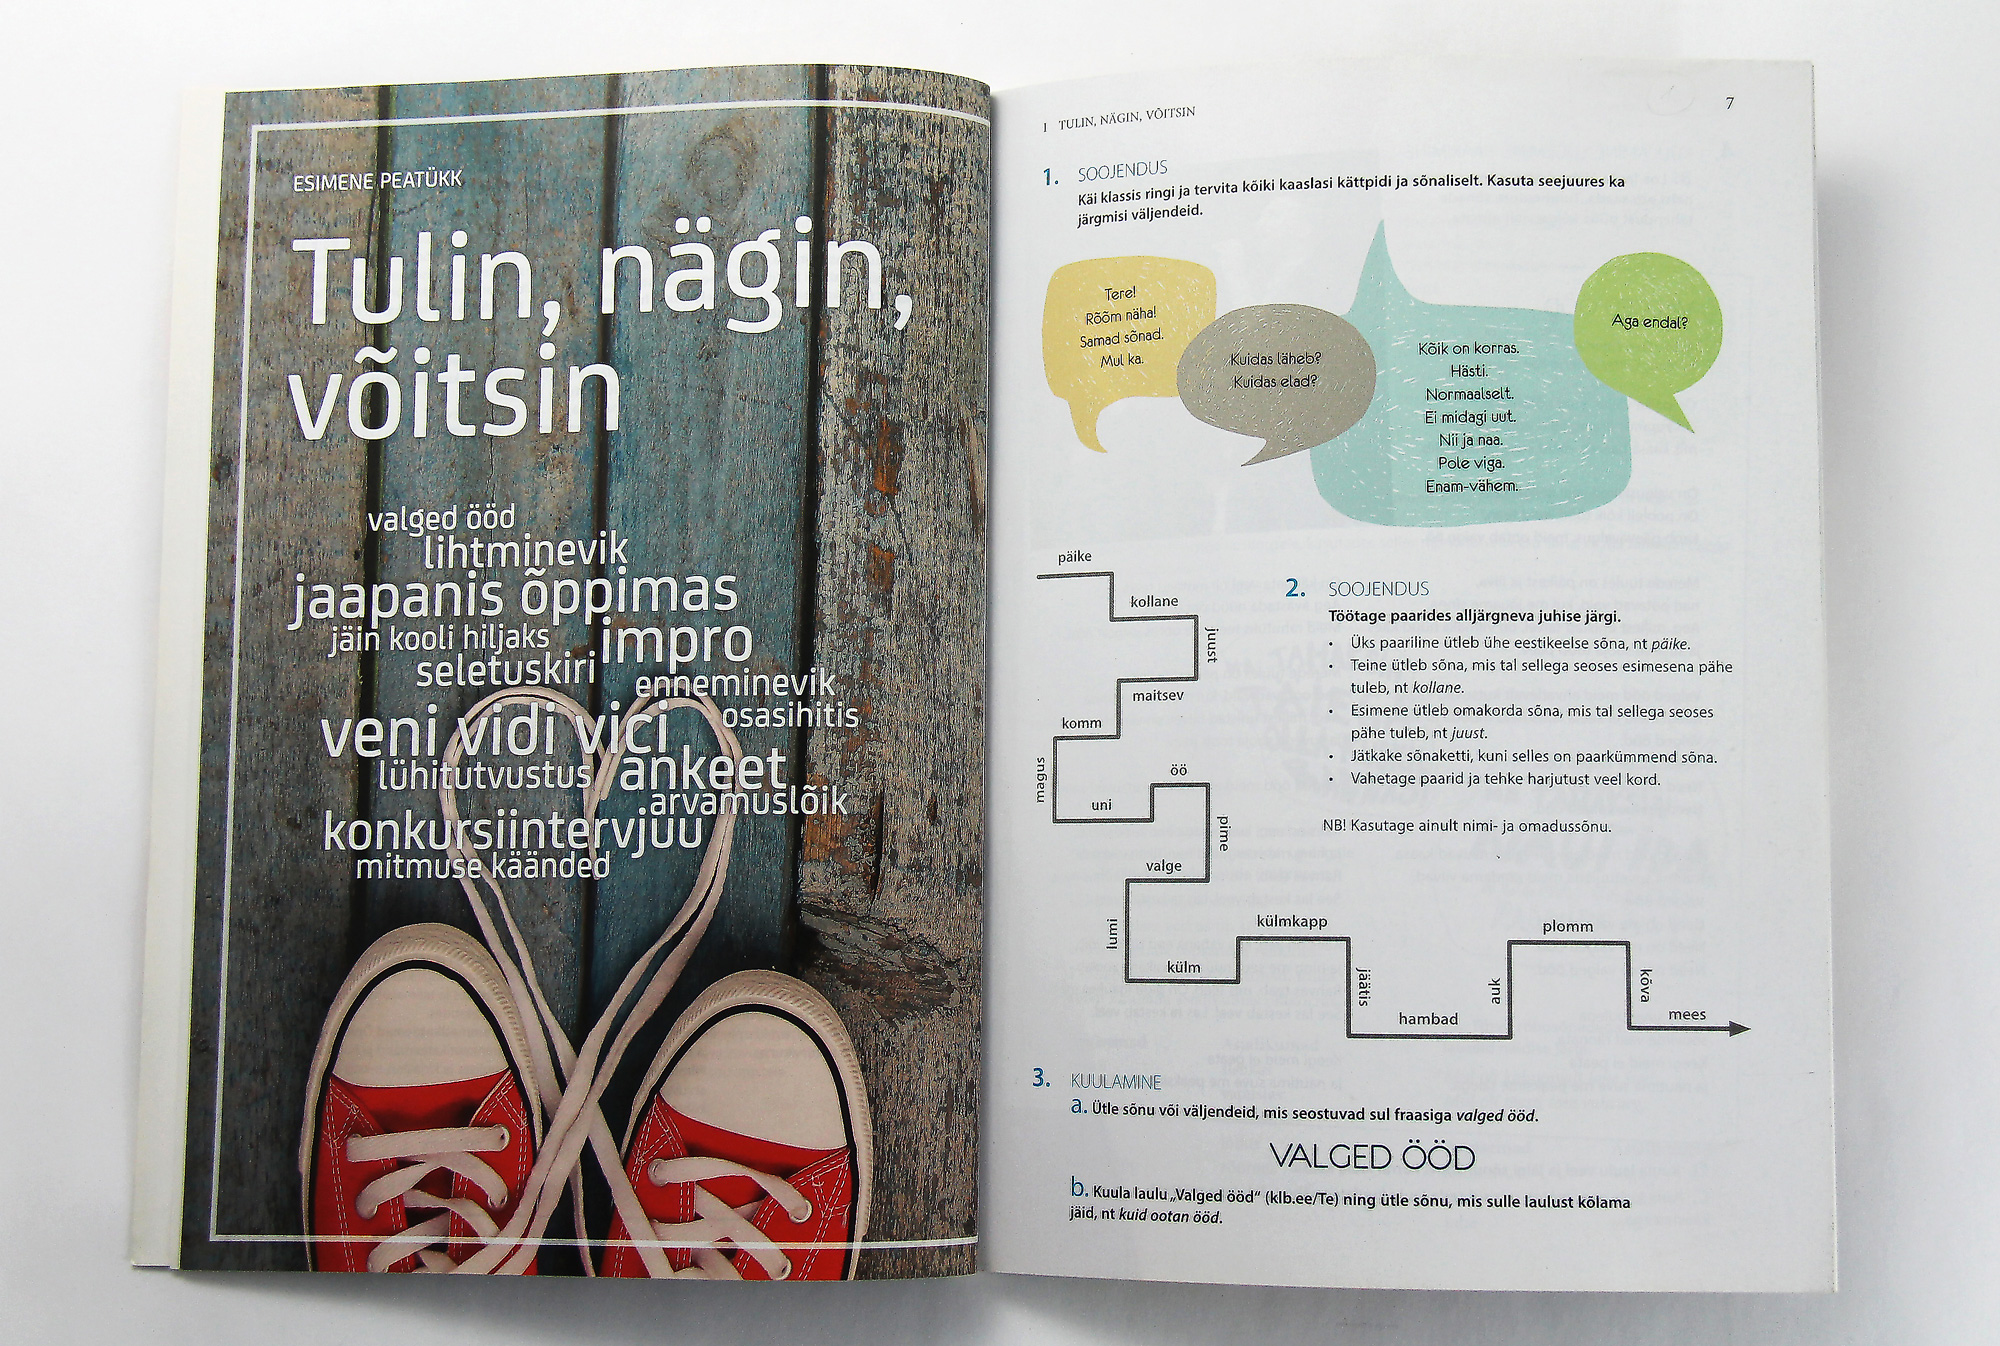 ESIMENE PEATÜKK
Tulin, nägin,
võitsin
valged ööd
lihtminevik
jaapanis õppimas
jäin kooli hiljaks
impro
seletuskiri
enneminevik
osasihitis
veni vidi vici
lühitutvustus
ankeet
arvamuslõik
konkursiintervjuu
mitmuse käänded
I TULIN, NÄGIN, VÕITSIN
7
1. SOOJENDUS
Käi klassis ringi ja tervita kõiki kaaslasi kättpidi ja sõnaliselt. Kasuta seejuures ka
järgmisi väljendeid.
Tere!
Rõõm näha!
Samad sõnad.
Mul ka.
Kuidas läheb?
Kuidas elad?
Kõik on korras.
Hästi.
Normaalselt.
Ei midagi uut.
Nii ja naa.
Pole viga.
Enam-vähem.
Aga endal?
päike
kollane
juust
maitsev
komm
magus
uni
öö
pime
valge
lumi
külm
külmkapp
jäätis
hambad
auk
plomm
kõva
mees
2. SOOJENDUS
Töötage paarides alljärgneva juhise järgi.
• Üks paariline ütleb ühe eestikeelse sõna, nt päike.
• Teine ütleb sõna, mis tal sellega seoses esimesena pähe
tuleb, nt kollane.
• Esimene ütleb omakorda sõna, mis tal sellega seoses
pähe tuleb, nt juust.
• Jätkake sõnaketti, kuni selles on paarkümmend sõna.
• Vahetage paarid ja tehke harjutust veel kord.
NB! Kasutage ainult nimi- ja omadussõnu.
3. KUULAMINE
a. Ütle sõnu või väljendeid, mis seostuvad sul fraasiga valged ööd.
VALGED ÖÖD
b. Kuula laulu „Valged ööd“ (klb.ee/Te) ning ütle sõnu, mis sulle laulust kõlama
jäid, nt kuid ootan ööd.